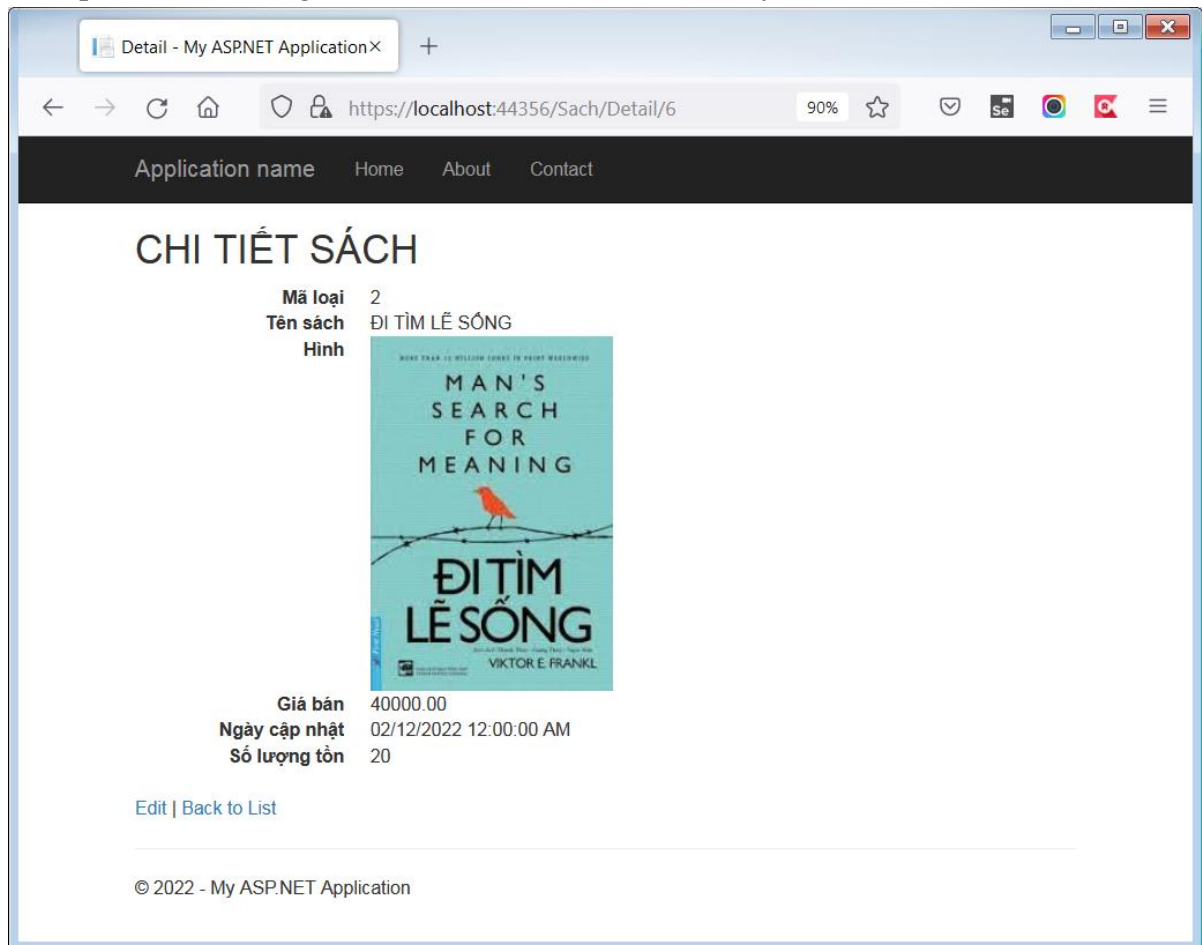 Detail - My ASP.NET Application
https://localhost:44356/Sach/Detail/6 90%
Se
Application name Home About Contact
CHI TIẾT SÁCH
Mã loại 2
Tên sách ĐI TÌM LẼ SỐNG
Hình
MAN'S
SEARCH
FOR
MEANING
ĐI TÌM
LẼ SỐNG
VIKTOR E. FRANKL
Giá bán 40000.00
Ngày cập nhật 02/12/2022 12:00:00 AM
Số lượng tồn 20
Edit | Back to List
© 2022 - My ASP.NET Application